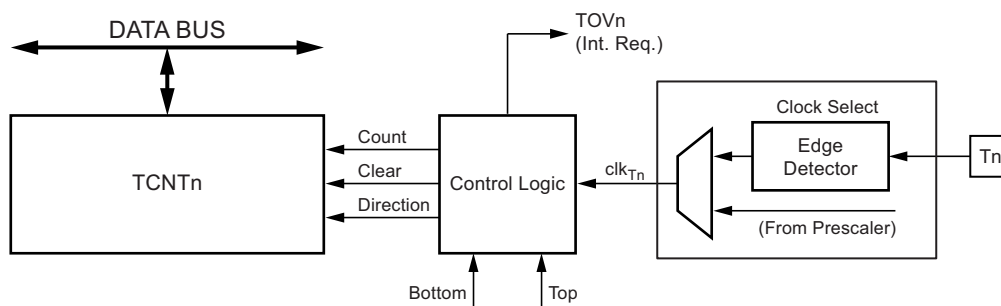 DATA BUS
TOVn
(Int. Req.)
Clock Select
Count
Edge
Detector
Tn
TCNTn
Clear
Control Logic
clkTn
Direction
(From Prescaler)
Bottom
Top